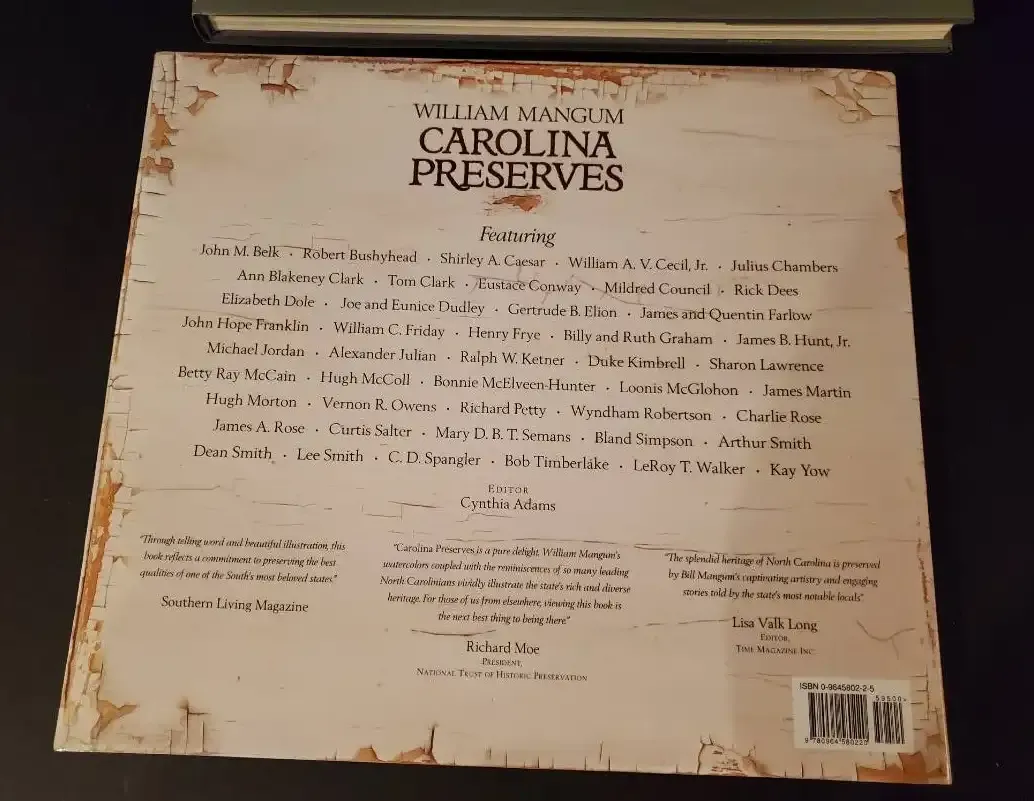 WILLIAM MANGUM
CAROLINA
PRESERVES
Featuring
John M. Belk · Robert Bushyhead · Shirley A. Caesar · William A. V. Cecil, Jr. · Julius Chambers
Ann Blakeney Clark · Tom Clark · Eustace Conway · Mildred Council · Rick Dees
Elizabeth Dole · Joe and Eunice Dudley · Gertrude B. Elion · James and Quentin Farlow
John Hope Franklin · William C. Friday · Henry Frye · Billy and Ruth Graham · James B. Hunt, Jr.
Michael Jordan · Alexander Julian · Ralph W. Ketner · Duke Kimbrell · Sharon Lawrence
Betty Ray McCain · Hugh McColl · Bonnie McElveen-Hunter · Loonis McGlohon · James Martin
Hugh Morton · Vernon R. Owens · Richard Petty · Wyndham Robertson · Charlie Rose
James A. Rose · Curtis Salter · Mary D. B. T. Semans · Bland Simpson · Arthur Smith
Dean Smith · Lee Smith · C. D. Spangler · Bob Timberlake · LeRoy T. Walker · Kay Yow
EDITOR
Cynthia Adams
"Through telling word and beautiful illustration, this
book reflects a commitment to preserving the best
qualities of one of the South's most beloved states."
Southern Living Magazine
"Carolina Preserves is a pure delight. William Mangum's
watercolors coupled with the reminiscences of so many leading
North Carolinians vividly illustrate the state's rich and diverse
heritage. For those of us from elsewhere, viewing this book is
the next best thing to being there."
Richard Moe
PRESIDENT,
NATIONAL TRUST OF HISTORIC PRESERVATION
"The splendid heritage of North Carolina is preserved
by Bill Mangum's captivating artistry and engaging
stories told by the state's most notable locals".
Lisa Valk Long
EDITOR,
TIME MAGAZINE INC.
ISBN 0-9645802-2-5
59500>
9 780964 580220